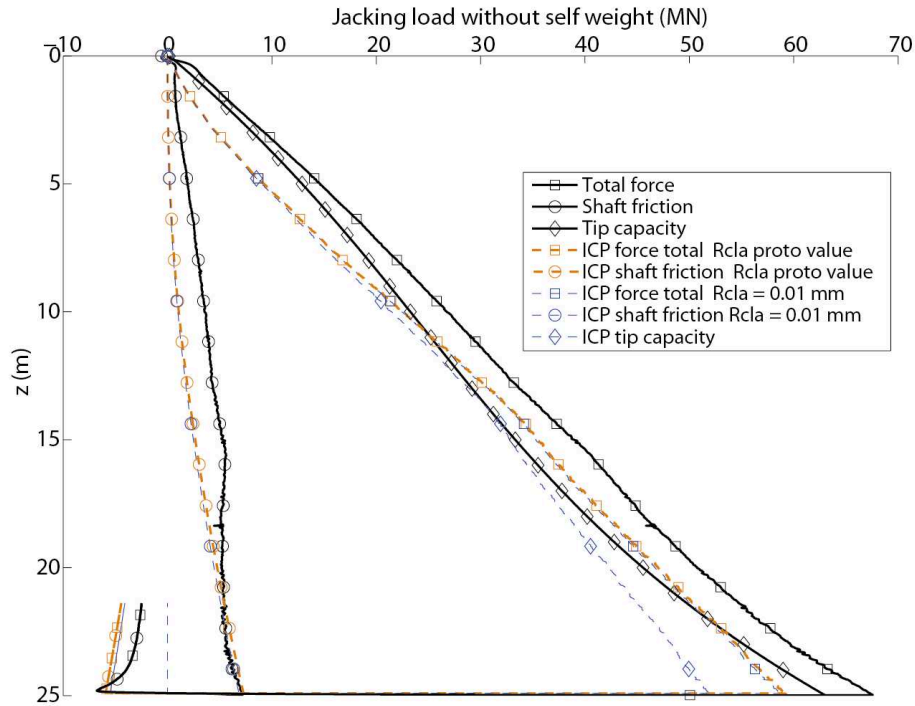 Jacking load without self weight (MN)
−10 0 10 20 30 40 50 60 70
0
5
10
15
20
25
z (m)
Total force
Shaft friction
Tip capacity
ICP force total Rcla proto value
ICP shaft friction Rcla proto value
ICP force total Rcla = 0.01 mm
ICP shaft friction Rcla = 0.01 mm
ICP tip capacity